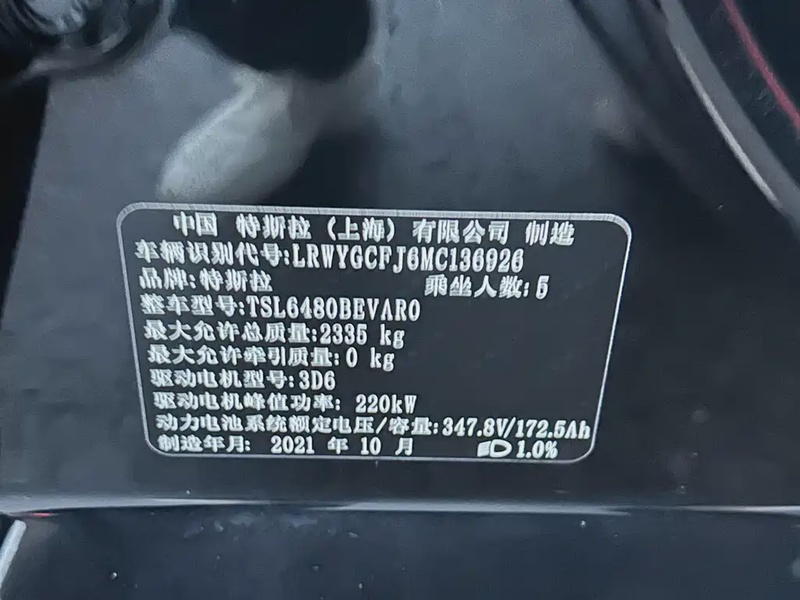 中国 特斯拉（上海）有限公司 制造
车辆识别代号:LRWYGCFJ6MC136926
品牌:特斯拉 乘坐人数:5
整车型号:TSL6480BEVAR0
最大允许总质量:2335 kg
最大允许牵引质量:0 kg
驱动电机型号:3D6
驱动电机峰值功率: 220kW
动力电池系统额定电压/容量:347.8V/172.5Ah
制造年月: 2021 年 10 月 1.0%